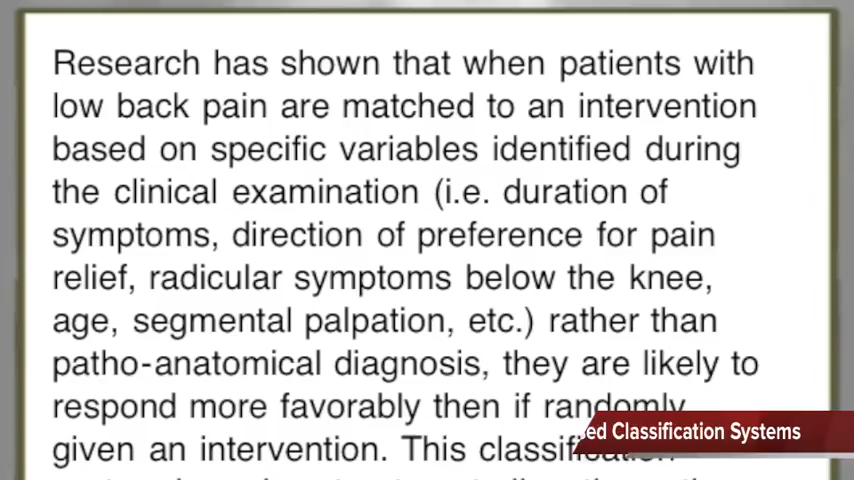 Research has shown that when patients with
low back pain are matched to an intervention
based on specific variables identified during
the clinical examination (i.e. duration of
symptoms, direction of preference for pain
relief, radicular symptoms below the knee,
age, segmental palpation, etc.) rather than
patho-anatomical diagnosis, they are likely to
respond more favorably then if randomly
given an intervention. This classification
ed Classification Systems